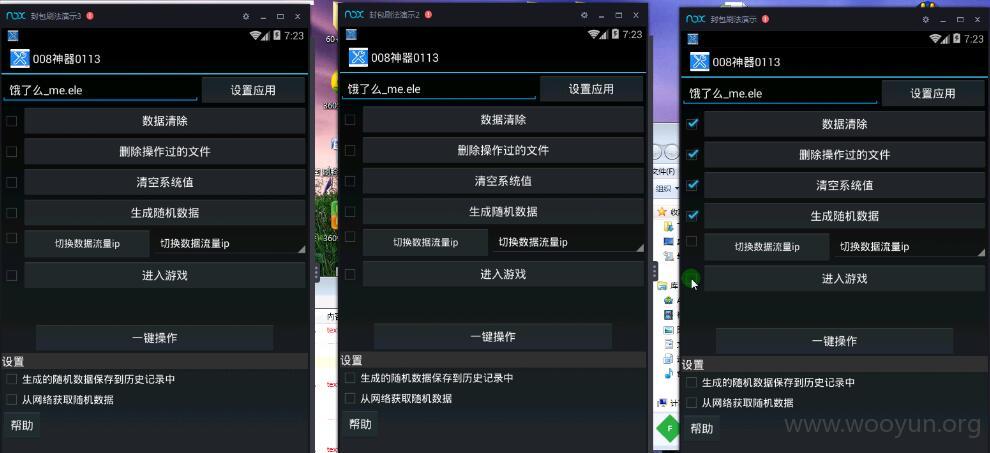 nox 封包刷法演示3
7:23
008神器0113
饿了么_me.ele
设置应用
数据清除
删除操作过的文件
清空系统值
生成随机数据
切换数据流量ip 切换数据流量ip
进入游戏
一键操作
设置
生成的随机数据保存到历史记录中
从网络获取随机数据
帮助
nox 封包刷法演示2
7:23
008神器0113
饿了么_me.ele
设置应用
数据清除
删除操作过的文件
清空系统值
生成随机数据
切换数据流量ip 切换数据流量ip
进入游戏
一键操作
设置
生成的随机数据保存到历史记录中
从网络获取随机数据
帮助
nox 封包刷法演示
7:23
008神器0113
饿了么_me.ele
设置应用
数据清除
删除操作过的文件
清空系统值
生成随机数据
切换数据流量ip 切换数据流量ip
进入游戏
一键操作
设置
生成的随机数据保存到历史记录中
从网络获取随机数据
帮助
文件(F)
组织
库
www.wooyun.org